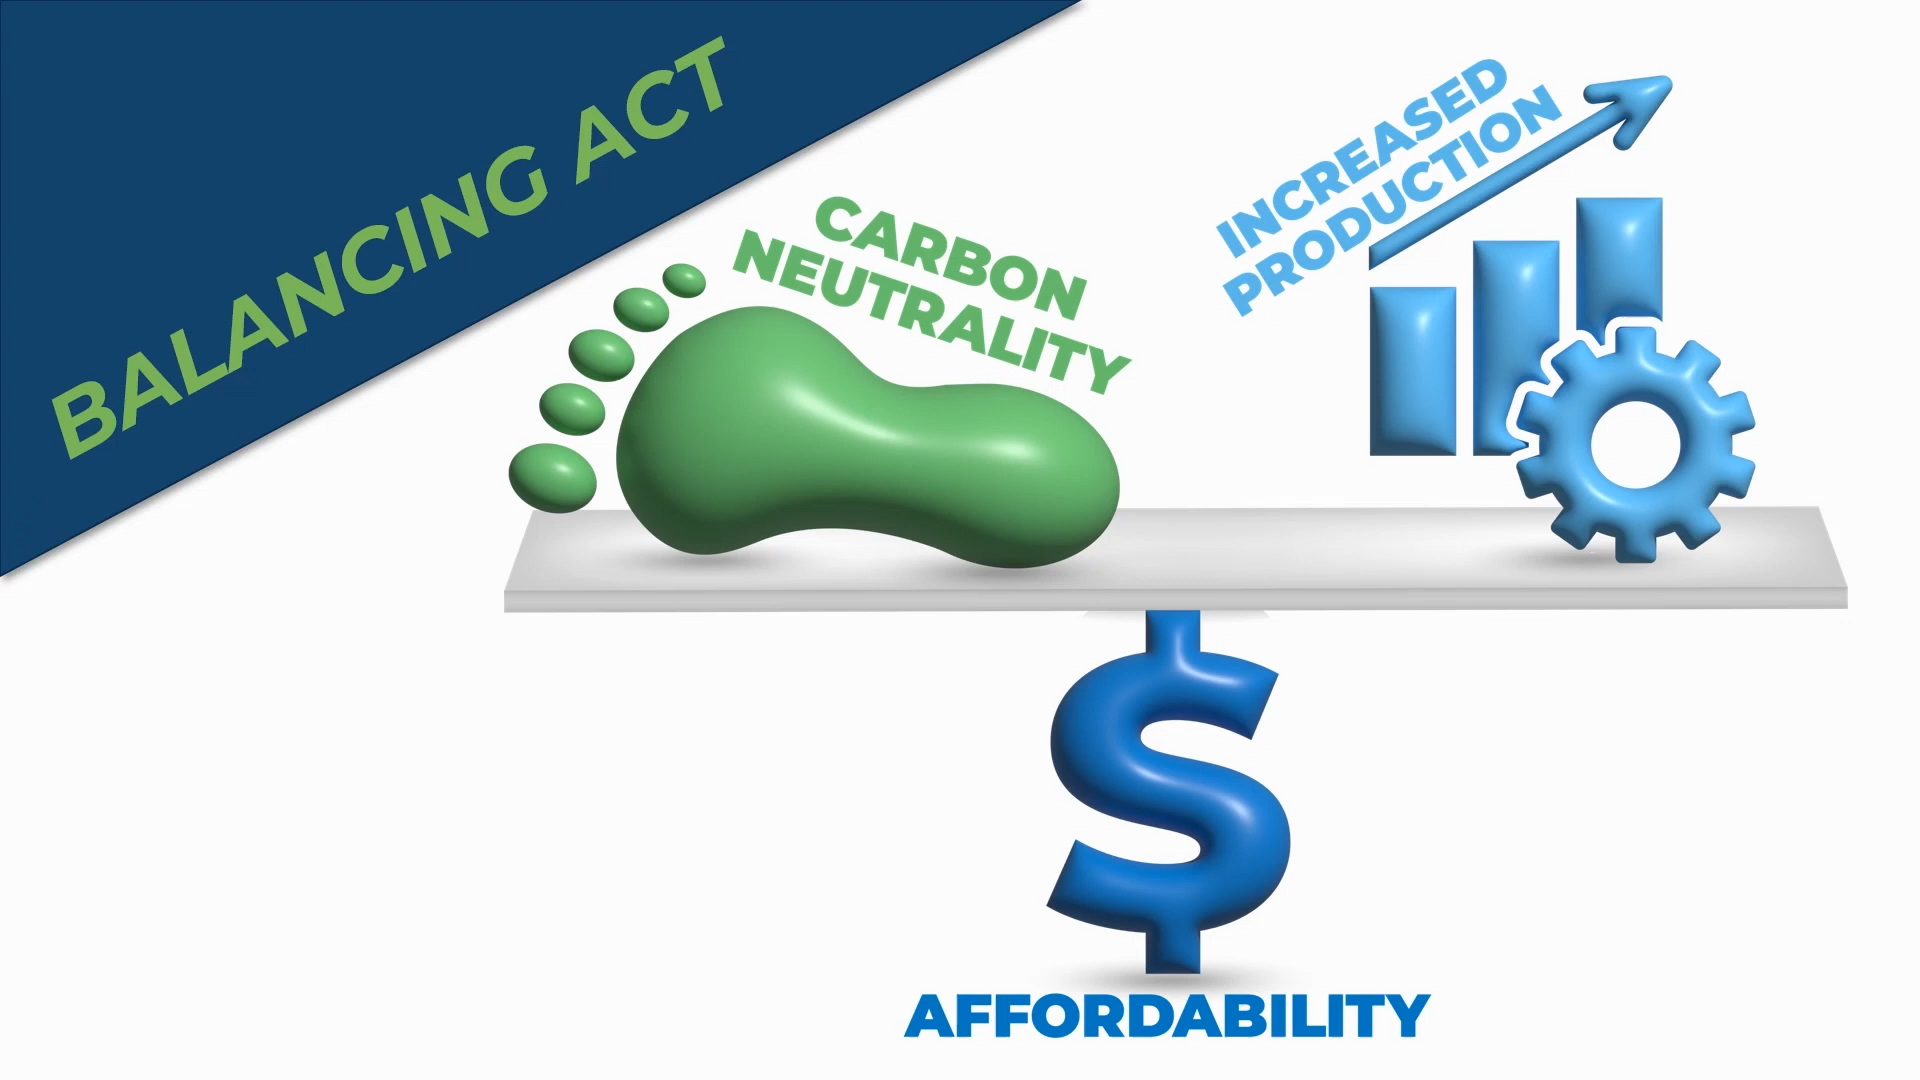 BALANCING ACT
CARBON
NEUTRALITY
INCREASED
PRODUCTION
$
AFFORDABILITY